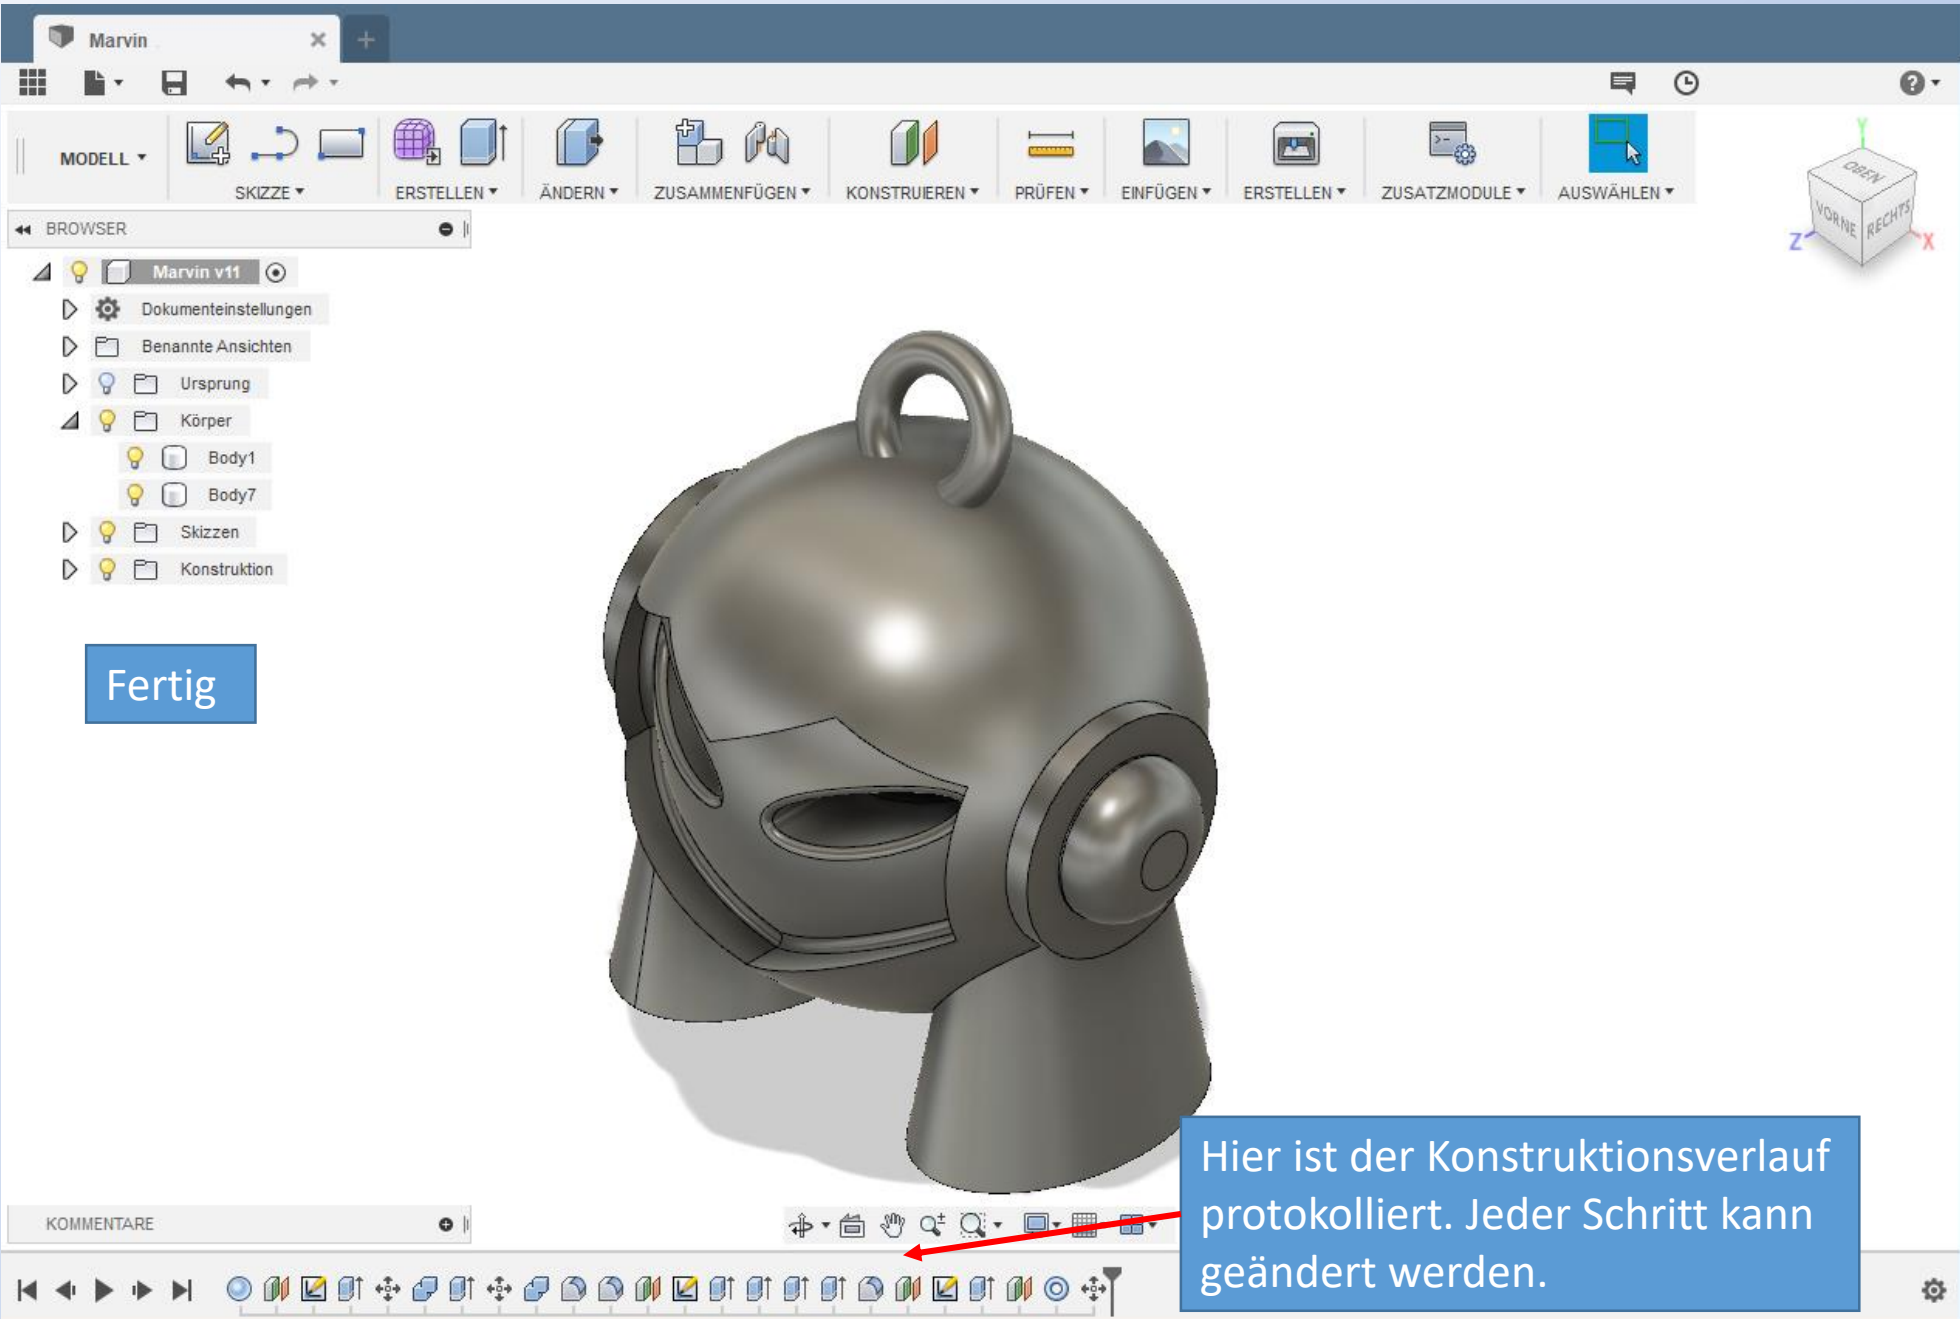 Marvin
MODELL
SKIZZE
ERSTELLEN
ÄNDERN
ZUSAMMENFÜGEN
KONSTRUIEREN
PRÜFEN
EINFÜGEN
ERSTELLEN
ZUSATZMODULE
AUSWÄHLEN
Y
OBEN
VORNE
RECHTS
Z
X
BROWSER
Marvin v11
Dokumenteinstellungen
Benannte Ansichten
Ursprung
Körper
Body1
Body7
Skizzen
Konstruktion
Fertig
Hier ist der Konstruktionsverlauf
protokolliert. Jeder Schritt kann
geändert werden.
KOMMENTARE